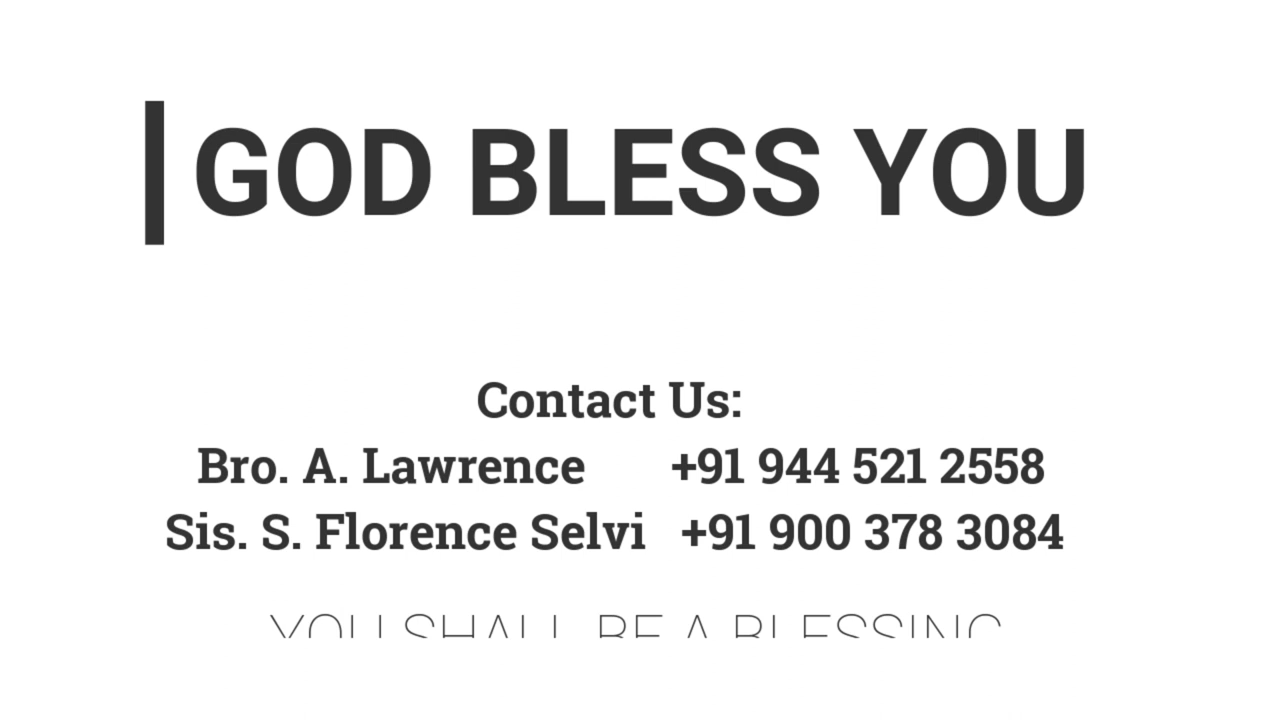 GOD BLESS YOU
Contact Us:
Bro. A. Lawrence +91 944 521 2558
Sis. S. Florence Selvi +91 900 378 3084
YOU SHALL BE A BLESSING